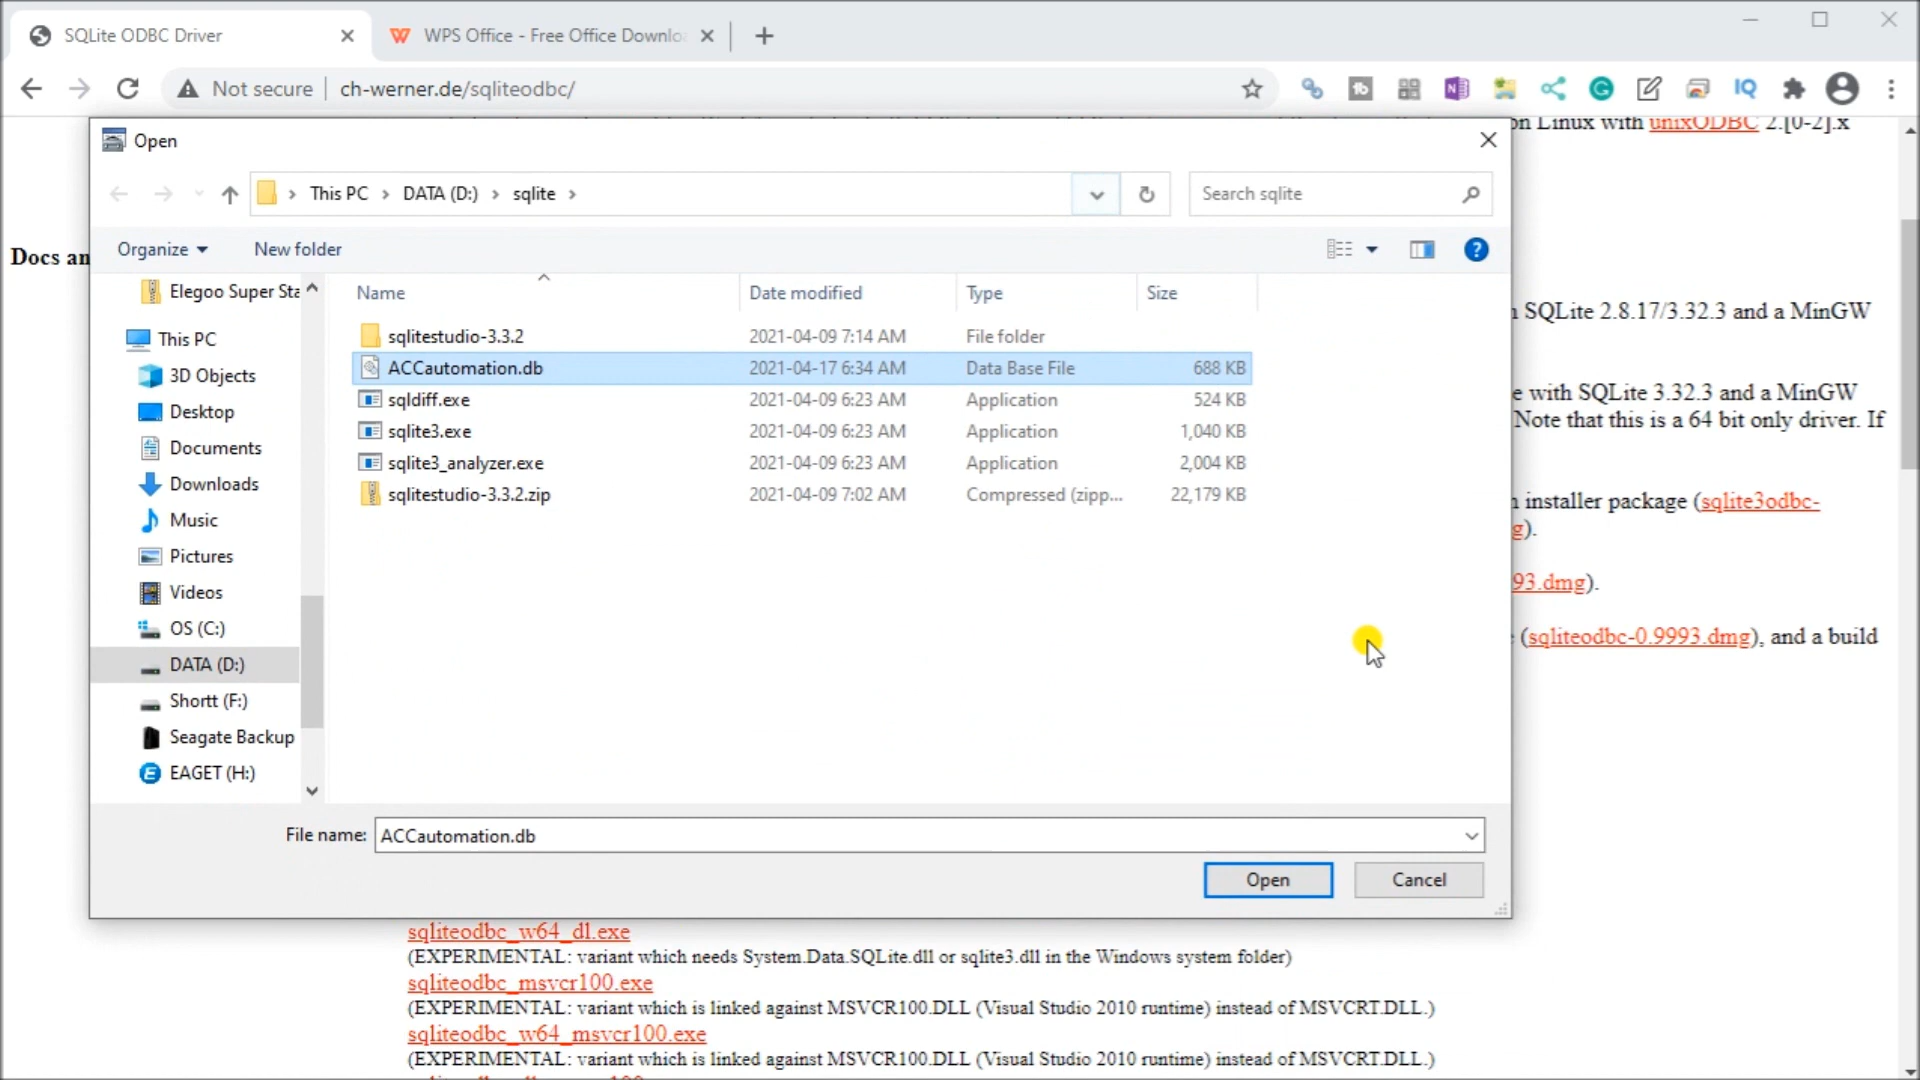 SQLite ODBC Driver
WPS Office - Free Office Downlo
Not secure
ch-werner.de/sqliteodbc/
on Linux with unixODBC 2.[0-2].x
Open
This PC
DATA (D:)
sqlite
Search sqlite
Organize
New folder
Docs an
Name
Date modified
Type
Size
Elegoo Super Sta
This PC
3D Objects
Desktop
Documents
Downloads
Music
Pictures
Videos
OS (C:)
DATA (D:)
Shortt (F:)
Seagate Backup
EAGET (H:)
sqlitestudio-3.3.2 2021-04-09 7:14 AM File folder
ACCautomation.db 2021-04-17 6:34 AM Data Base File 688 KB
sqldiff.exe 2021-04-09 6:23 AM Application 524 KB
sqlite3.exe 2021-04-09 6:23 AM Application 1,040 KB
sqlite3_analyzer.exe 2021-04-09 6:23 AM Application 2,004 KB
sqlitestudio-3.3.2.zip 2021-04-09 7:02 AM Compressed (zipp... 22,179 KB
SQLite 2.8.17/3.32.3 and a MinGW
e with SQLite 3.32.3 and a MinGW
Note that this is a 64 bit only driver. If
installer package (sqlite3odbc-
g).
93.dmg).
(sqliteodbc-0.9993.dmg), and a build
File name: ACCautomation.db
Open
Cancel
sqliteodbc_w64_dl.exe
(EXPERIMENTAL: variant which needs System.Data.SQLite.dll or sqlite3.dll in the Windows system folder)
sqliteodbc_msvcr100.exe
(EXPERIMENTAL: variant which is linked against MSVCR100.DLL (Visual Studio 2010 runtime) instead of MSVCRT.DLL.)
sqliteodbc_w64_msvcr100.exe
(EXPERIMENTAL: variant which is linked against MSVCR100.DLL (Visual Studio 2010 runtime) instead of MSVCRT.DLL.)